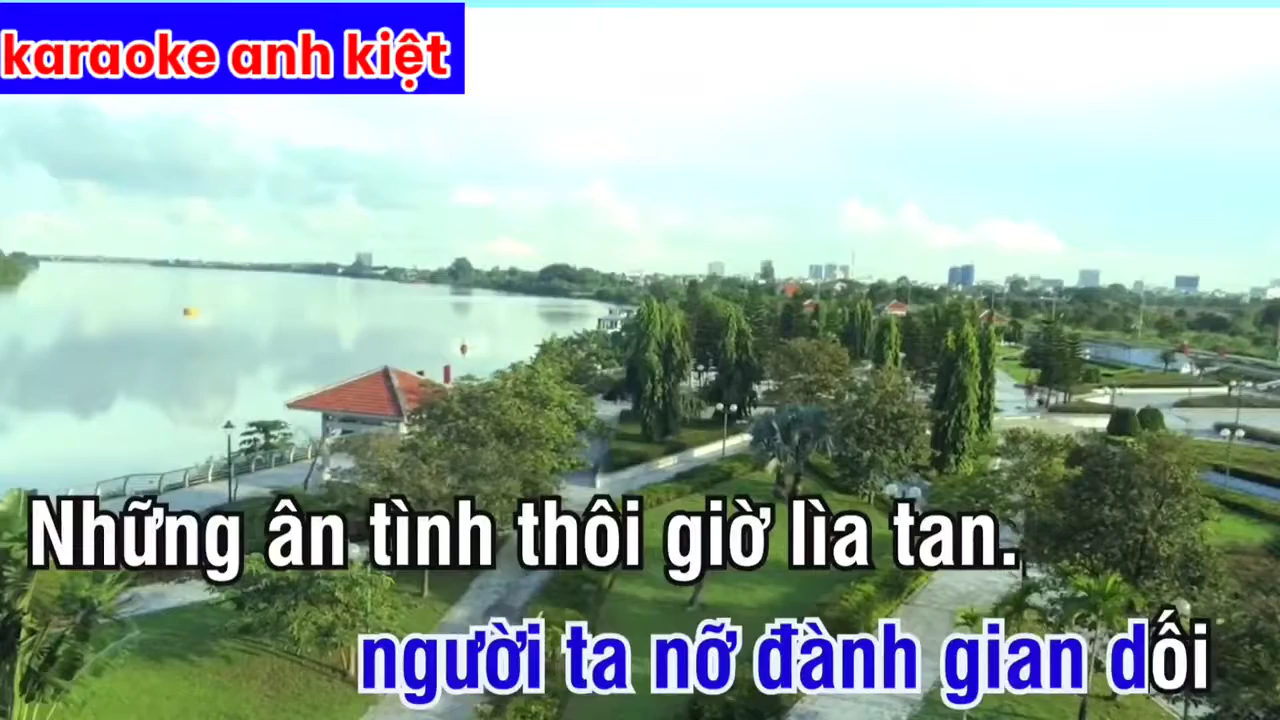 karaoke anh kiệt
Những ân tình thôi giờ lìa tan.
người ta nỡ đành gian dối